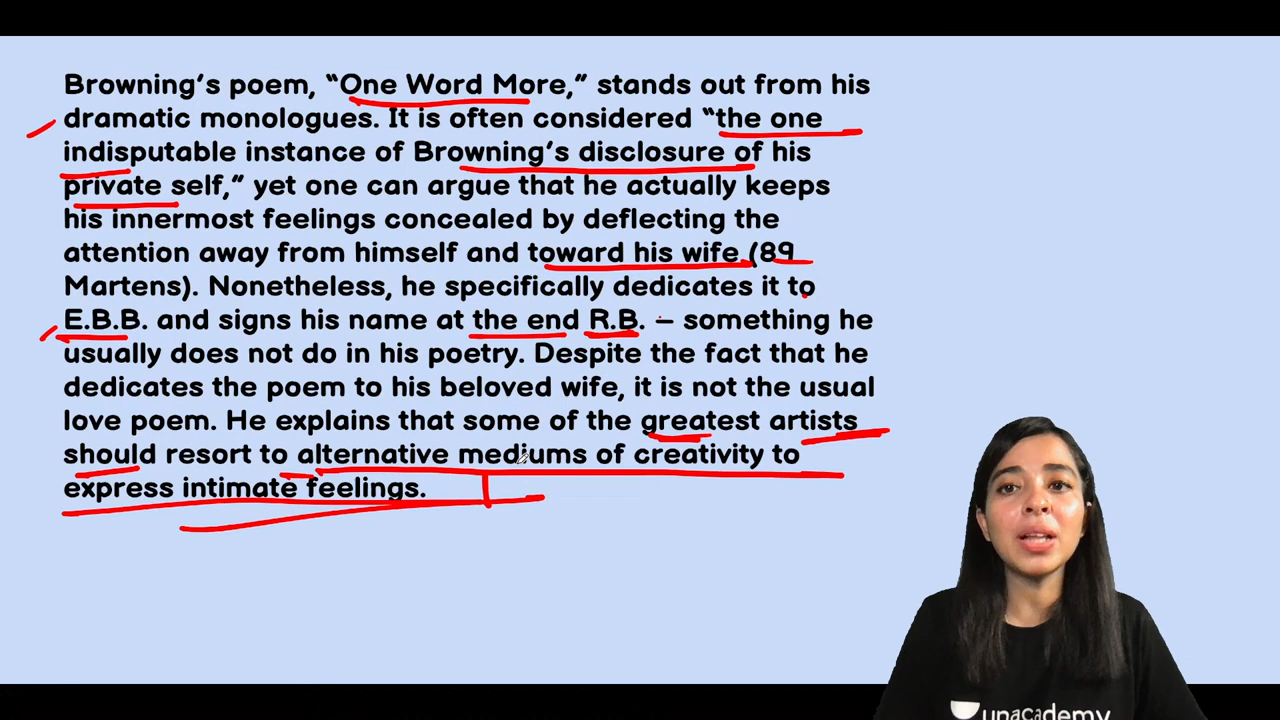 Browning's poem, "One Word More," stands out from his
dramatic monologues. It is often considered "the one
indisputable instance of Browning's disclosure of his
private self," yet one can argue that he actually keeps
his innermost feelings concealed by deflecting the
attention away from himself and toward his wife (89
Martens). Nonetheless, he specifically dedicates it to
E.B.B. and signs his name at the end R.B. – something he
usually does not do in his poetry. Despite the fact that he
dedicates the poem to his beloved wife, it is not the usual
love poem. He explains that some of the greatest artists
should resort to alternative mediums of creativity to
express intimate feelings.
unacademy